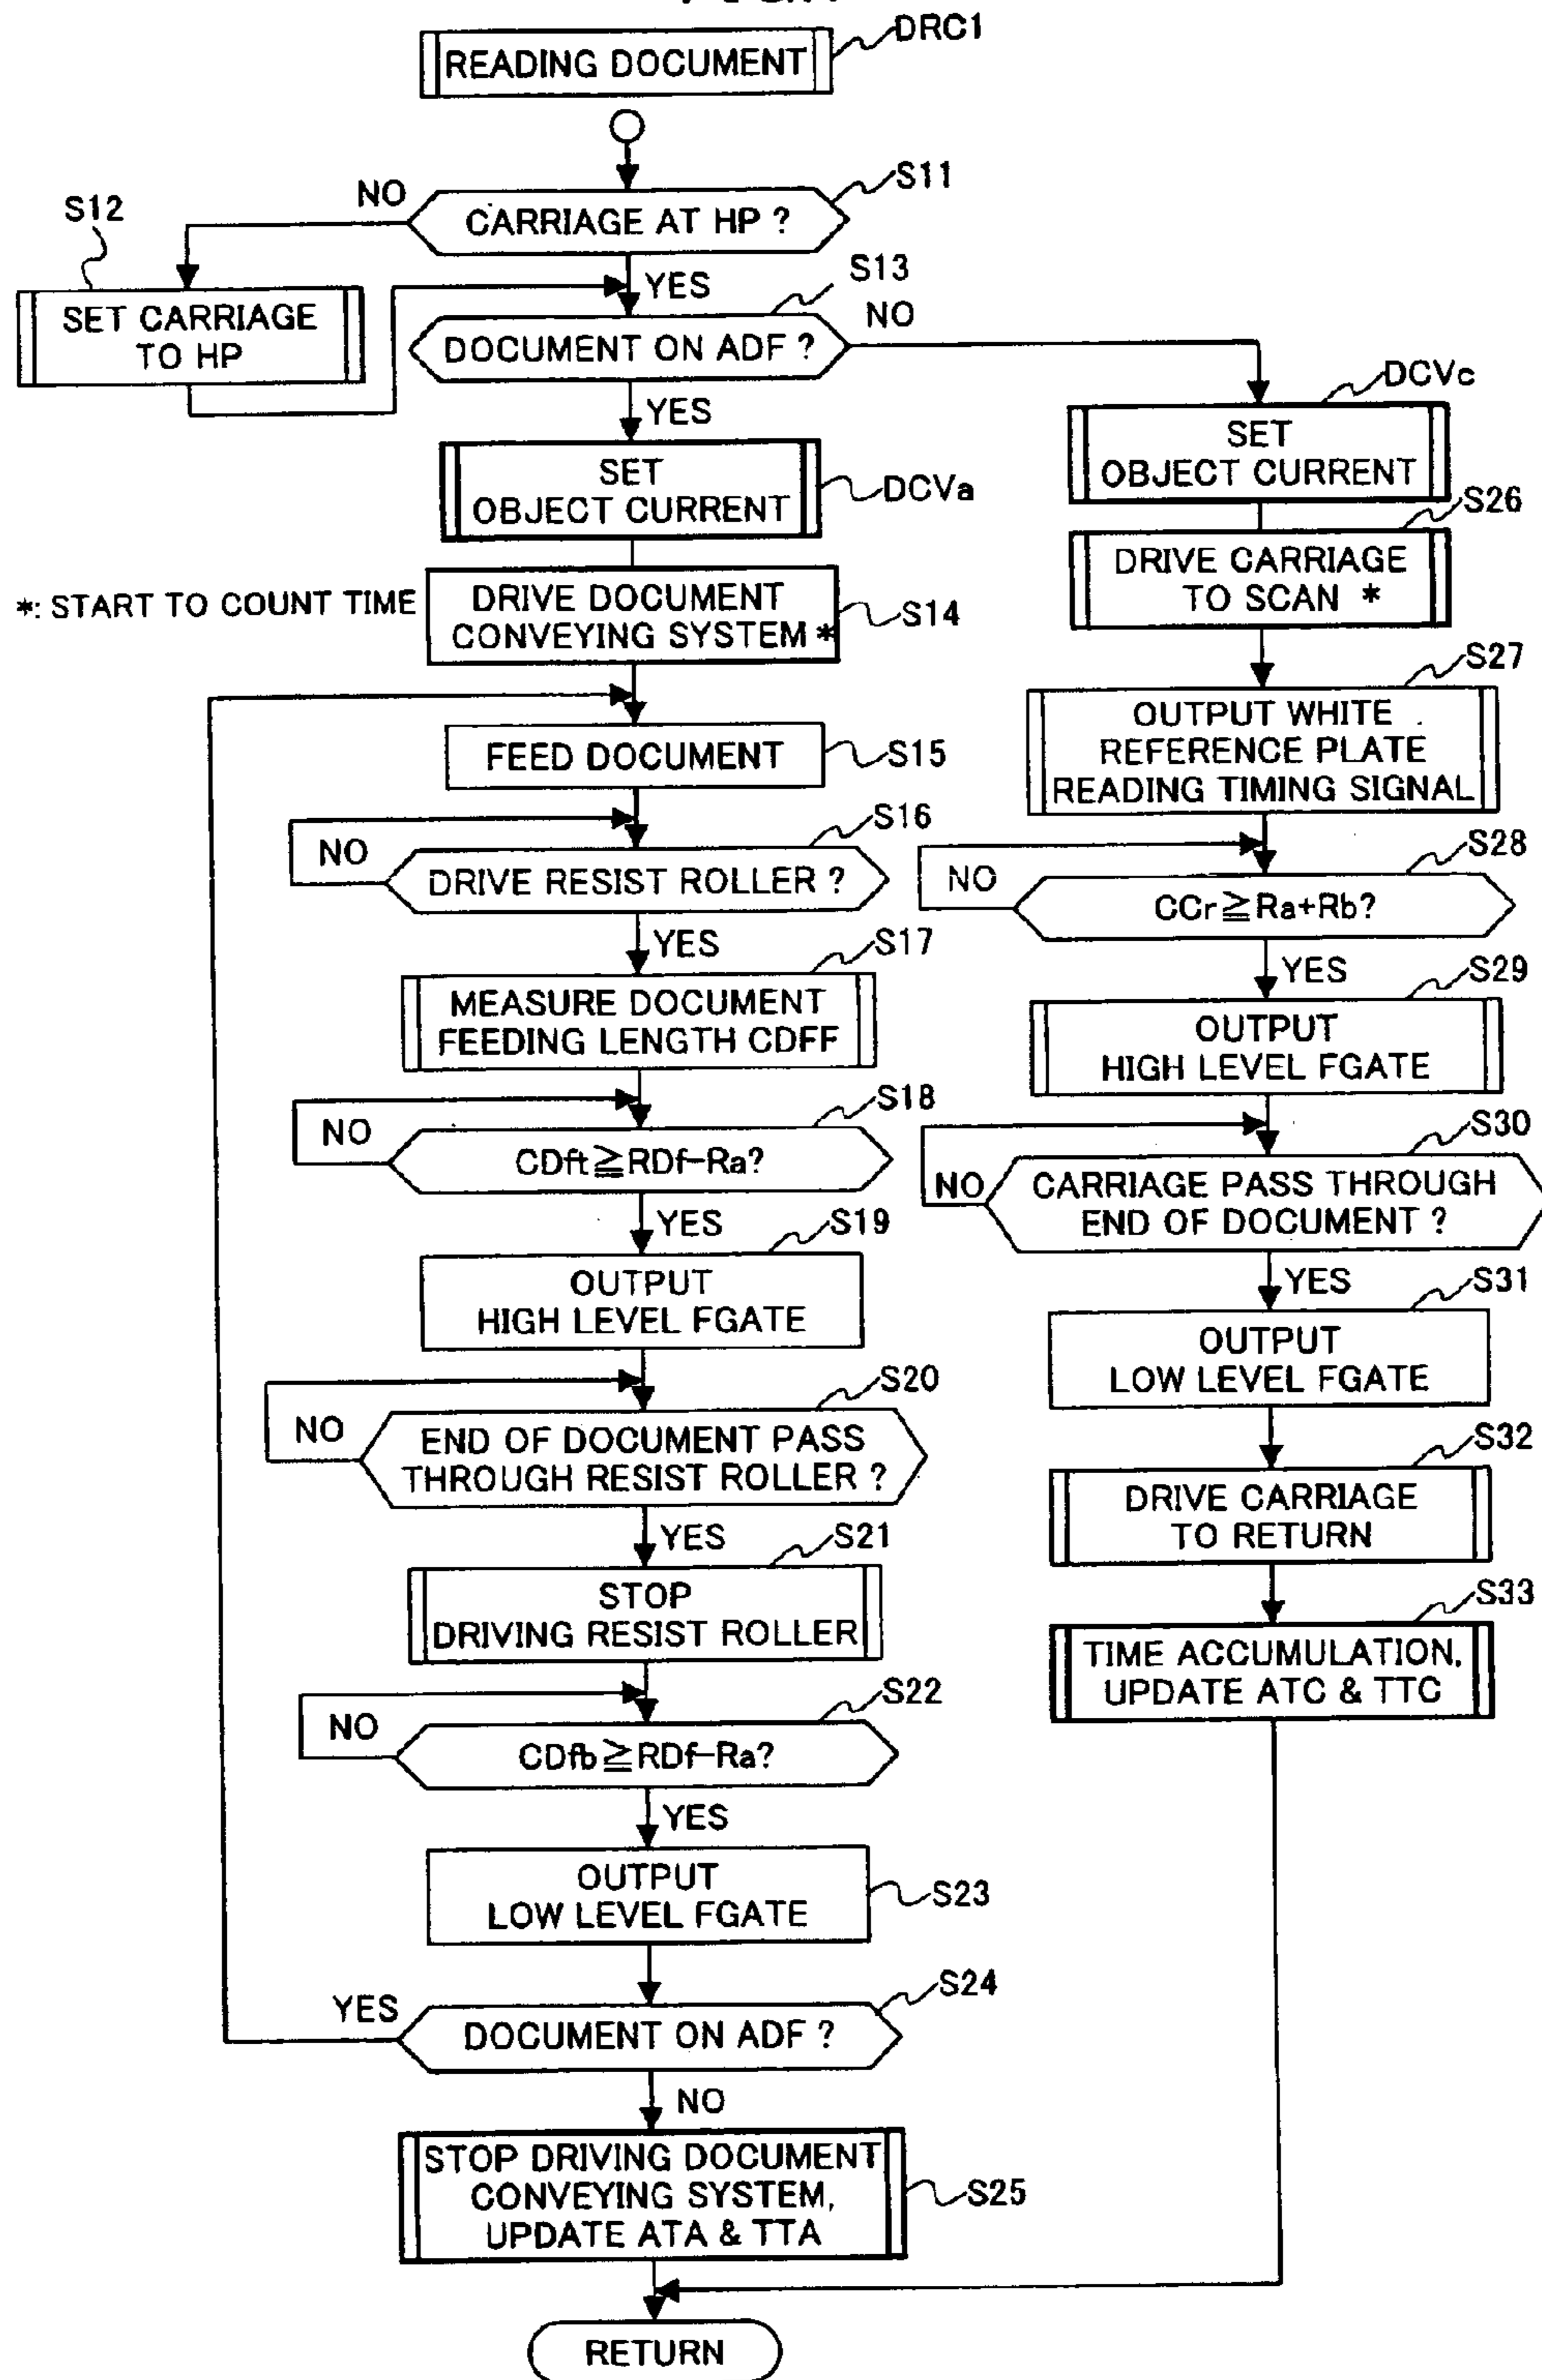 DRC1
READING DOCUMENT
S11
NO
CARRIAGE AT HP ?
S12
SET CARRIAGE
TO HP
YES
S13
DOCUMENT ON ADF ?
NO
YES
DCVa
SET
OBJECT CURRENT
*: START TO COUNT TIME
DRIVE DOCUMENT
CONVEYING SYSTEM *
S14
FEED DOCUMENT
S15
S16
NO
DRIVE RESIST ROLLER ?
YES
S17
MEASURE DOCUMENT
FEEDING LENGTH CDFF
S18
NO
CDft≧RDf-Ra?
YES
S19
OUTPUT
HIGH LEVEL FGATE
S20
NO
END OF DOCUMENT PASS
THROUGH RESIST ROLLER ?
YES
S21
STOP
DRIVING RESIST ROLLER
S22
NO
CDfb≧RDf-Ra?
YES
OUTPUT
LOW LEVEL FGATE
S23
S24
YES
DOCUMENT ON ADF ?
NO
STOP DRIVING DOCUMENT
CONVEYING SYSTEM,
UPDATE ATA & TTA
S25
DCVc
SET
OBJECT CURRENT
S26
DRIVE CARRIAGE
TO SCAN *
S27
OUTPUT WHITE
REFERENCE PLATE
READING TIMING SIGNAL
S28
NO
CCr≧Ra+Rb?
YES
S29
OUTPUT
HIGH LEVEL FGATE
S30
NO
CARRIAGE PASS THROUGH
END OF DOCUMENT ?
YES
S31
OUTPUT
LOW LEVEL FGATE
S32
DRIVE CARRIAGE
TO RETURN
S33
TIME ACCUMULATION,
UPDATE ATC & TTC
RETURN